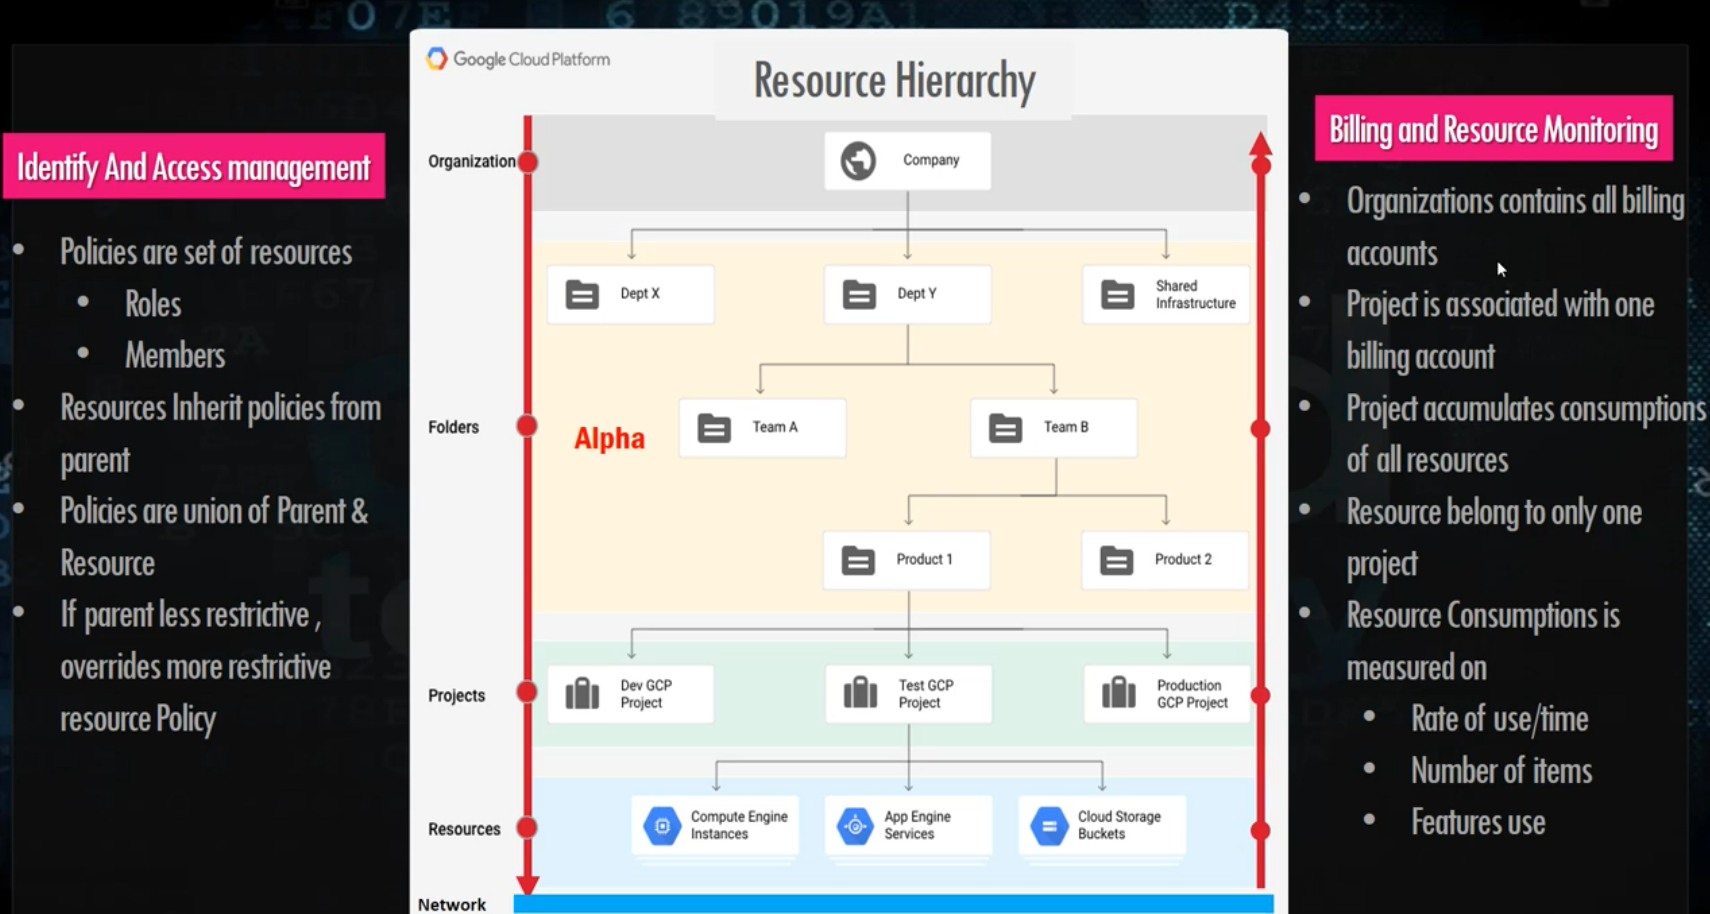 Google Cloud Platform
Resource Hierarchy
Identify And Access management
Policies are set of resources
Roles
Members
Resources Inherit policies from
parent
Policies are union of Parent &
Resource
If parent less restrictive ,
overrides more restrictive
resource Policy
Organization
Company
Dept X
Dept Y
Shared
Infrastructure
Folders
Alpha
Team A
Team B
Product 1
Product 2
Projects
Dev GCP
Project
Test GCP
Project
Production
GCP Project
Resources
Compute Engine
Instances
App Engine
Services
Cloud Storage
Buckets
Network
Billing and Resource Monitoring
Organizations contains all billing
accounts
Project is associated with one
billing account
Project accumulates consumptions
of all resources
Resource belong to only one
project
Resource Consumptions is
measured on
Rate of use/time
Number of items
Features use